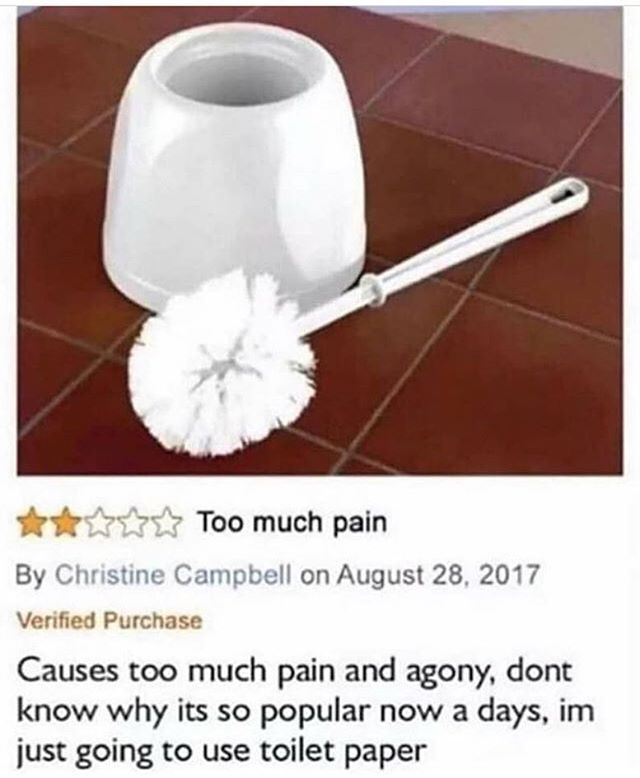 Too much pain
By Christine Campbell on August 28, 2017
Verified Purchase
Causes too much pain and agony, dont
know why its so popular now a days, im
just going to use toilet paper